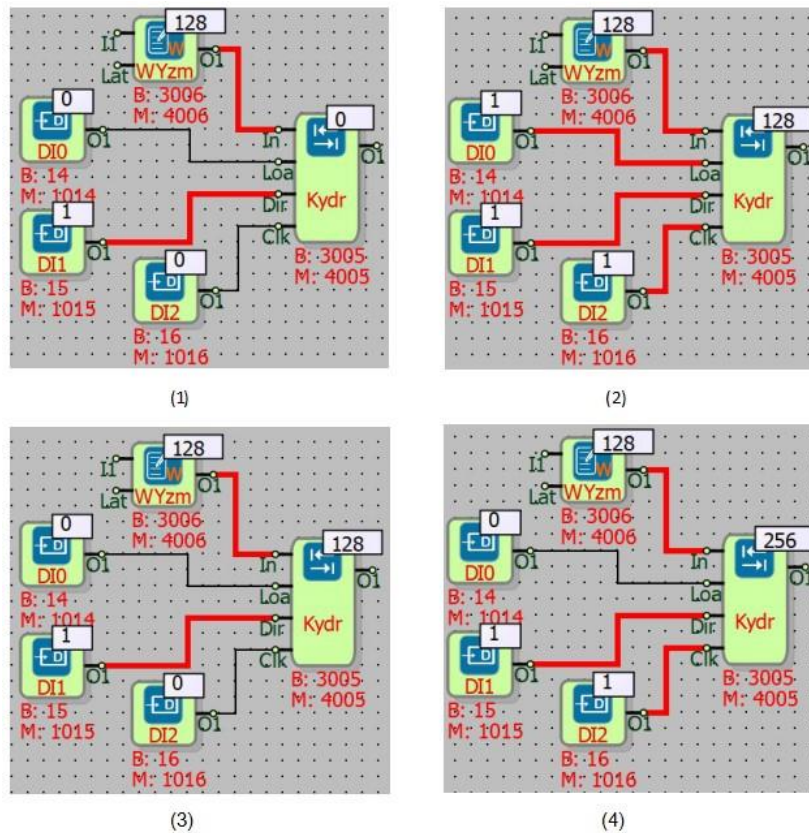 128
I1
O1
Lat
WYzm
B: 3006
M: 4006
0
O1
DI0
B: 14
M: 1014
0
In
O1
Loa
Dir
Kydr
Clk
B: 3005
M: 4005
1
O1
DI1
B: 15
M: 1015
0
O1
DI2
B: 16
M: 1016
(1)
128
I1
O1
Lat
WYzm
B: 3006
M: 4006
1
O1
DI0
B: 14
M: 1014
128
In
O1
Loa
Dir
Kydr
Clk
B: 3005
M: 4005
1
O1
DI1
B: 15
M: 1015
1
O1
DI2
B: 16
M: 1016
(2)
128
I1
O1
Lat
WYzm
B: 3006
M: 4006
0
O1
DI0
B: 14
M: 1014
128
In
O1
Loa
Dir
Kydr
Clk
B: 3005
M: 4005
1
O1
DI1
B: 15
M: 1015
0
O1
DI2
B: 16
M: 1016
(3)
128
I1
O1
Lat
WYzm
B: 3006
M: 4006
0
O1
DI0
B: 14
M: 1014
256
In
O1
Loa
Dir
Kydr
Clk
B: 3005
M: 4005
1
O1
DI1
B: 15
M: 1015
1
O1
DI2
B: 16
M: 1016
(4)